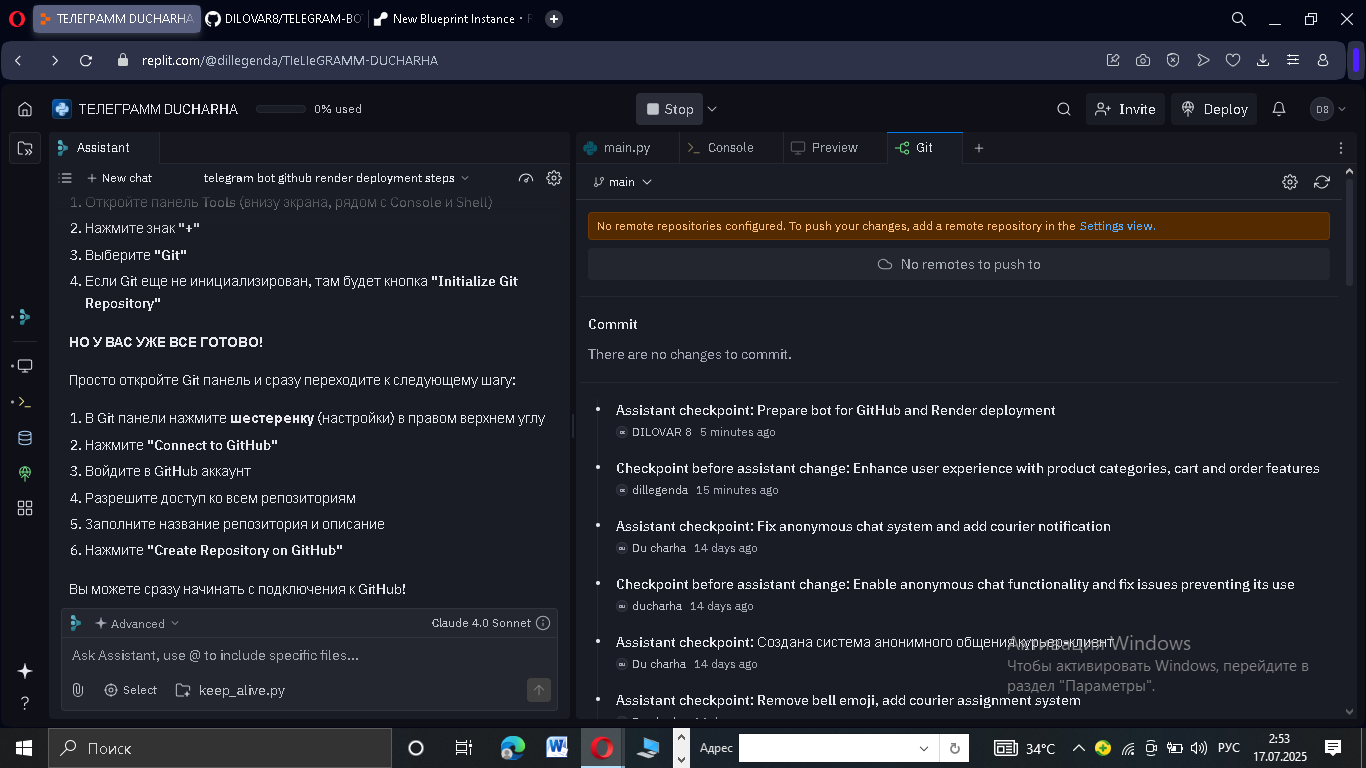 ТЕЛЕГРАММ DUCHARHA
DILOVAR8/TELEGRAM-BO
New Blueprint Instance · R
replit.com/@dillegenda/TIeLIeGRAMM-DUCHARHA
ТЕЛЕГРАММ DUCHARHA
0% used
Stop
Invite
Deploy
D8
Assistant
New chat
telegram bot github render deployment steps
1. Откройте панель Tools (внизу экрана, рядом с Console и Shell)
2. Нажмите знак "+"
3. Выберите "Git"
4. Если Git еще не инициализирован, там будет кнопка "Initialize Git
Repository"
НО У ВАС УЖЕ ВСЕ ГОТОВО!
Просто откройте Git панель и сразу переходите к следующему шагу:
1. В Git панели нажмите шестеренку (настройки) в правом верхнем углу
2. Нажмите "Connect to GitHub"
3. Войдите в GitHub аккаунт
4. Разрешите доступ ко всем репозиториям
5. Заполните название репозитория и описание
6. Нажмите "Create Repository on GitHub"
Вы можете сразу начинать с подключения к GitHub!
Advanced
Claude 4.0 Sonnet
Ask Assistant, use @ to include specific files...
Select
keep_alive.py
main.py
Console
Preview
Git
main
No remote repositories configured. To push your changes, add a remote repository in the Settings view.
No remotes to push to
Commit
There are no changes to commit.
Assistant checkpoint: Prepare bot for GitHub and Render deployment
DILOVAR 8 5 minutes ago
Checkpoint before assistant change: Enhance user experience with product categories, cart and order features
dillegenda 15 minutes ago
Assistant checkpoint: Fix anonymous chat system and add courier notification
Du charha 14 days ago
Checkpoint before assistant change: Enable anonymous chat functionality and fix issues preventing its use
ducharha 14 days ago
Assistant checkpoint: Создана система анонимного общения курьер-клиент
Du charha 14 days ago
Assistant checkpoint: Remove bell emoji, add courier assignment system
Активация Windows
Чтобы активировать Windows, перейдите в
раздел "Параметры".
Поиск
Адрес
34°C
РУС
2:53
17.07.2025